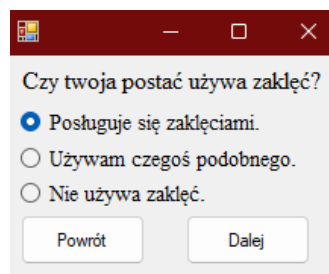 Czy twoja postać używa zaklęć?
Posługuje się zaklęciami.
Używam czegoś podobnego.
Nie używa zaklęć.
Powrót Dalej